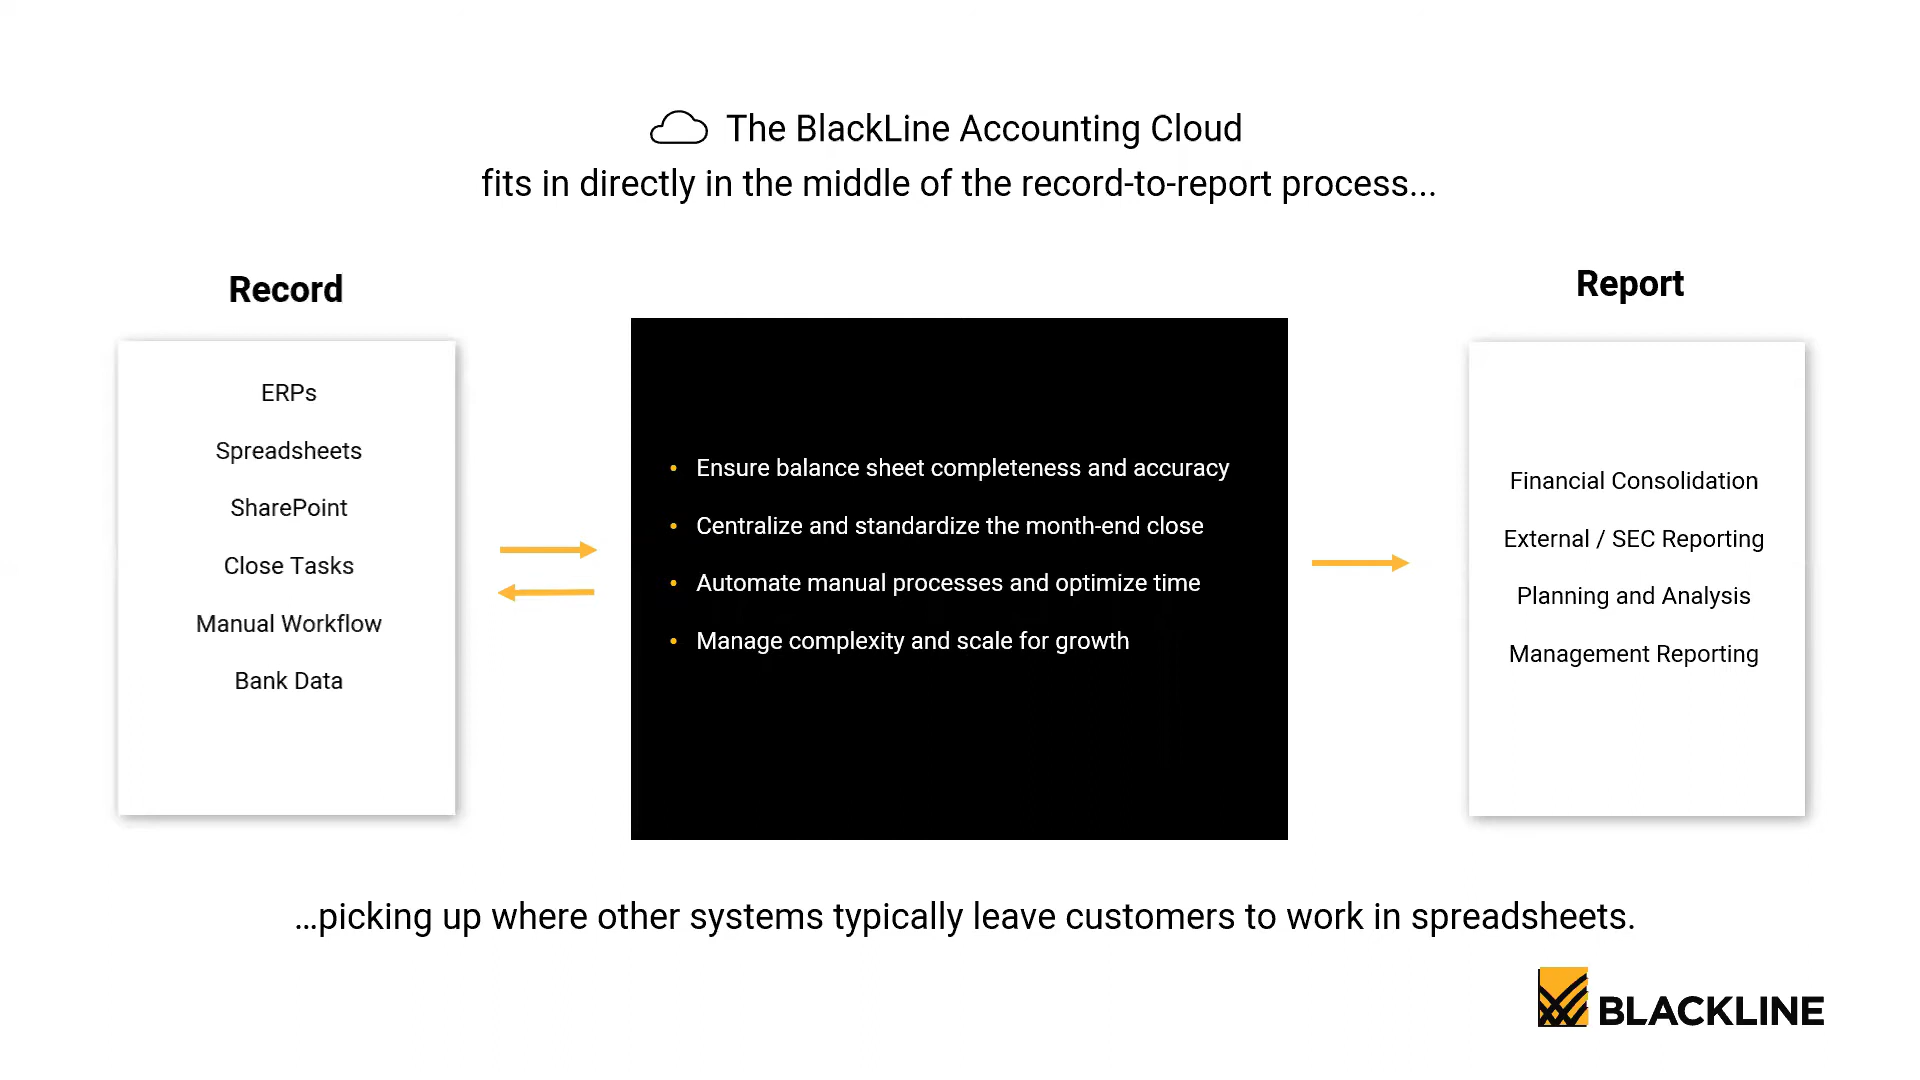 The BlackLine Accounting Cloud
fits in directly in the middle of the record-to-report process...
Record
ERPs
Spreadsheets
SharePoint
Close Tasks
Manual Workflow
Bank Data
• Ensure balance sheet completeness and accuracy
• Centralize and standardize the month-end close
• Automate manual processes and optimize time
• Manage complexity and scale for growth
Report
Financial Consolidation
External / SEC Reporting
Planning and Analysis
Management Reporting
...picking up where other systems typically leave customers to work in spreadsheets.
BLACKLINE